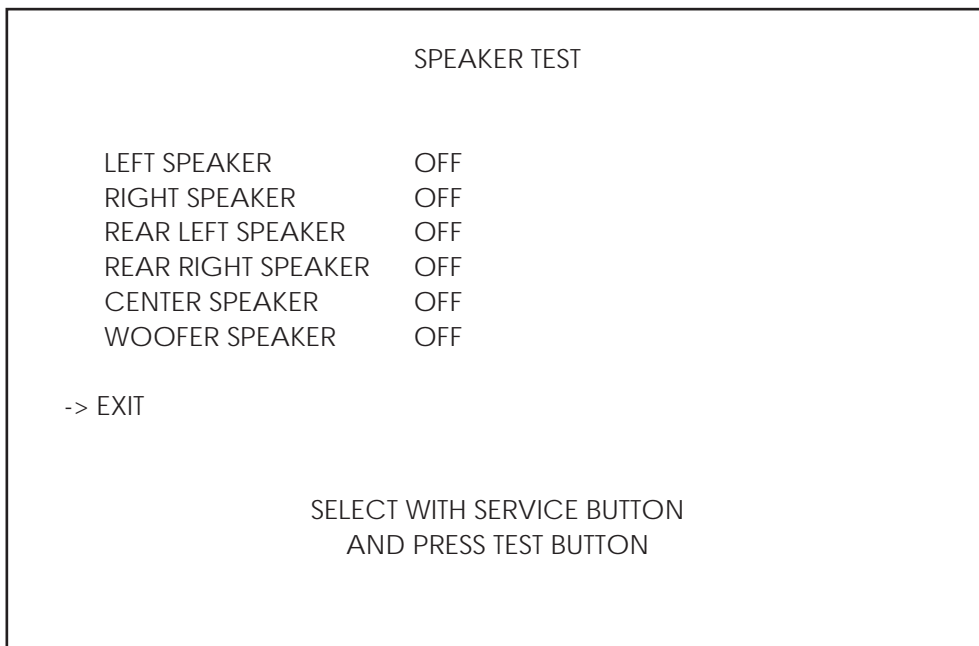 SPEAKER TEST
LEFT SPEAKER OFF
RIGHT SPEAKER OFF
REAR LEFT SPEAKER OFF
REAR RIGHT SPEAKER OFF
CENTER SPEAKER OFF
WOOFER SPEAKER OFF
-> EXIT
SELECT WITH SERVICE BUTTON
AND PRESS TEST BUTTON